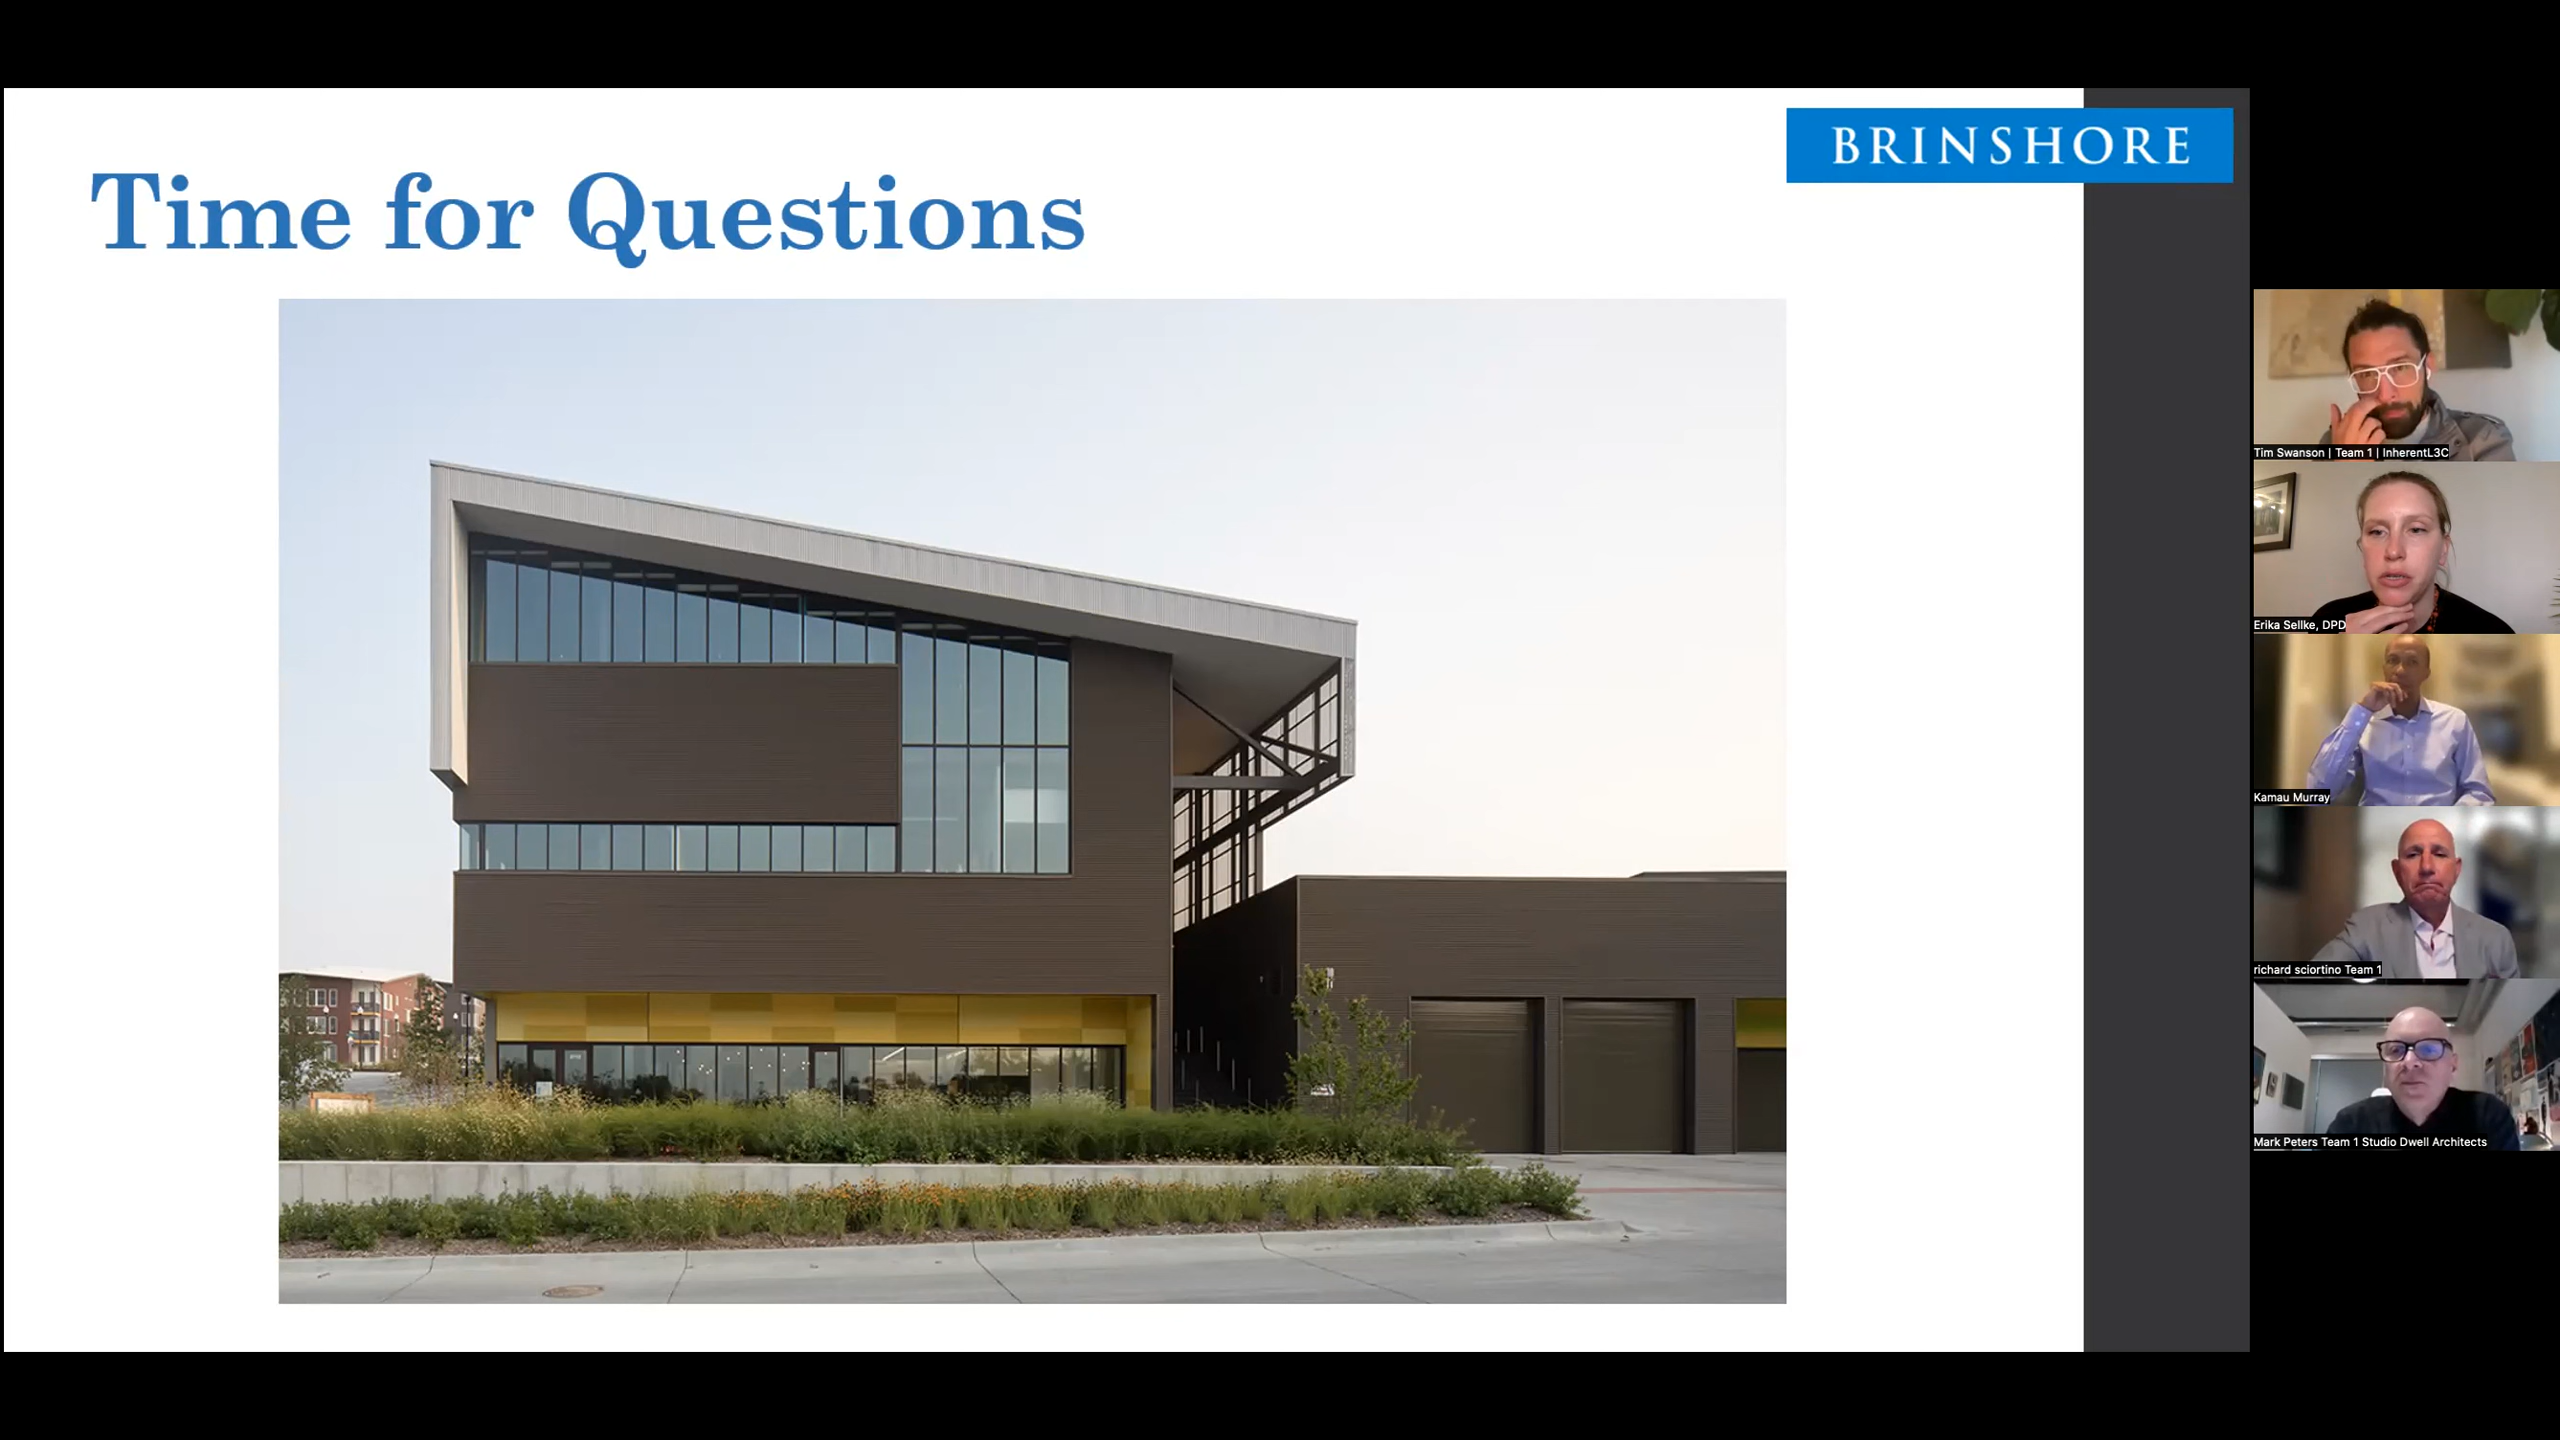 BRINSHORE
Time for Questions
Tim Swanson | Team 1 | InherentL3C
Erika Sellke, DPD
Kamau Murray
richard sciortino Team 1
Mark Peters Team 1 Studio Dwell Architects